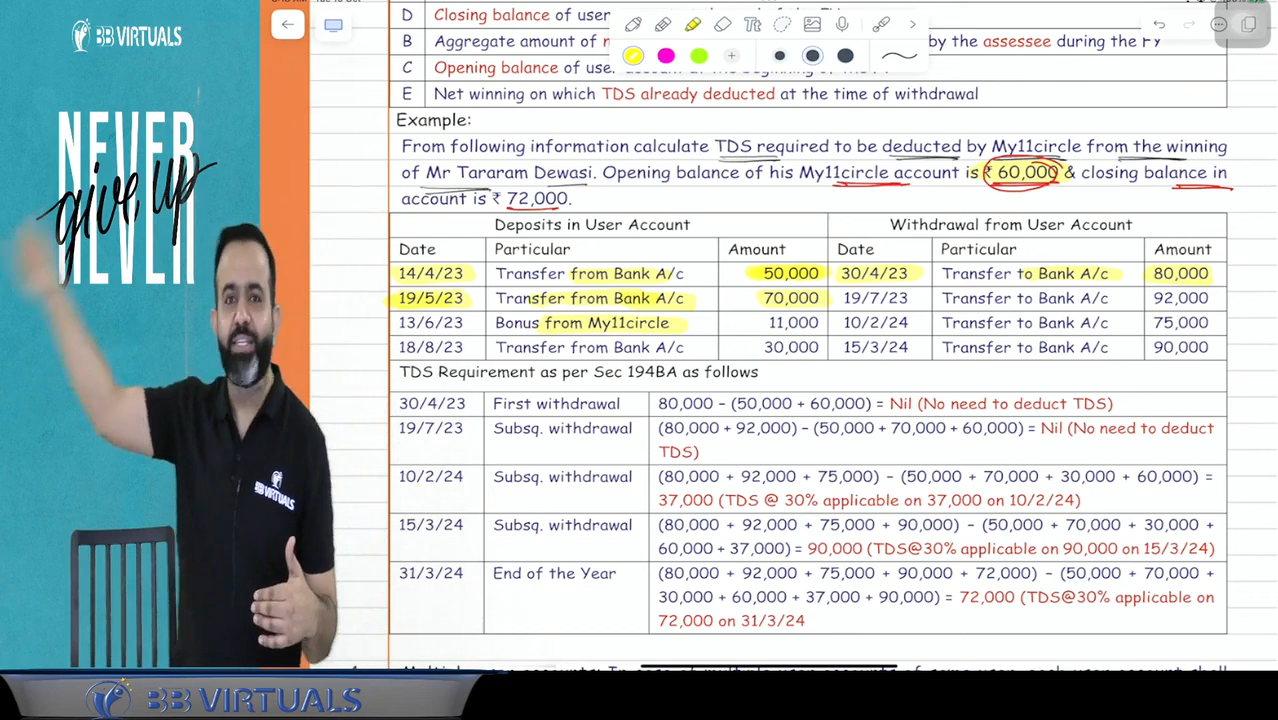 BB VIRTUALS
NEVER
give up
NEVER
D Closing balance of user
B Aggregate amount of by the assessee during the FY
C Opening balance of user account at the beginning of the
E Net winning on which TDS already deducted at the time of withdrawal
Example:
From following information calculate TDS required to be deducted by My11circle from the winning
of Mr Tararam Dewasi. Opening balance of his My11circle account is ₹ 60,000 & closing balance in
account is ₹ 72,000.
Deposits in User Account Withdrawal from User Account
Date Particular Amount Date Particular Amount
14/4/23 Transfer from Bank A/c 50,000 30/4/23 Transfer to Bank A/c 80,000
19/5/23 Transfer from Bank A/c 70,000 19/7/23 Transfer to Bank A/c 92,000
13/6/23 Bonus from My11circle 11,000 10/2/24 Transfer to Bank A/c 75,000
18/8/23 Transfer from Bank A/c 30,000 15/3/24 Transfer to Bank A/c 90,000
TDS Requirement as per Sec 194BA as follows
30/4/23 First withdrawal 80,000 – (50,000 + 60,000) = Nil (No need to deduct TDS)
19/7/23 Subsq. withdrawal (80,000 + 92,000) – (50,000 + 70,000 + 60,000) = Nil (No need to deduct
TDS)
10/2/24 Subsq. withdrawal (80,000 + 92,000 + 75,000) – (50,000 + 70,000 + 30,000 + 60,000) =
37,000 (TDS @ 30% applicable on 37,000 on 10/2/24)
15/3/24 Subsq. withdrawal (80,000 + 92,000 + 75,000 + 90,000) – (50,000 + 70,000 + 30,000 +
60,000 + 37,000) = 90,000 (TDS@30% applicable on 90,000 on 15/3/24)
31/3/24 End of the Year (80,000 + 92,000 + 75,000 + 90,000 + 72,000) – (50,000 + 70,000 +
30,000 + 60,000 + 37,000 + 90,000) = 72,000 (TDS@30% applicable on
72,000 on 31/3/24
BB VIRTUALS
BB VIRTUALS